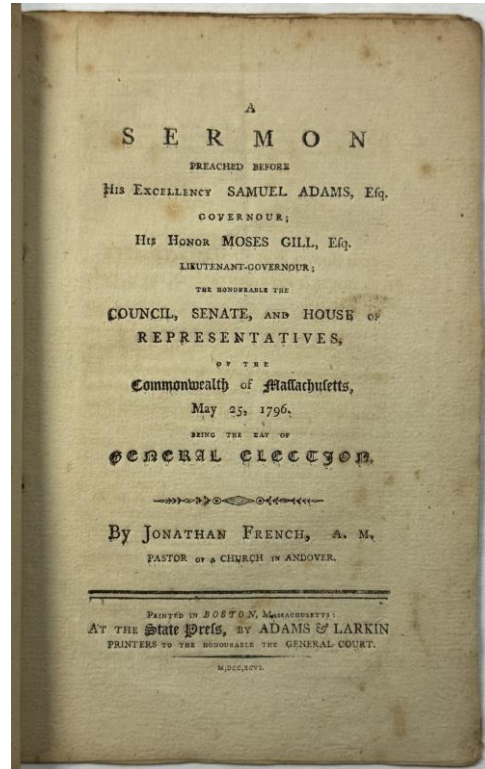 A
SERMON
PREACHED BEFORE
HIS EXCELLENCY SAMUEL ADAMS, Eſq.
GOVERNOUR;
HIS HONOR MOSES GILL, Eſq.
LIEUTENANT-GOVERNOUR;
THE HONOURABLE THE
COUNCIL, SENATE, AND HOUSE OF
REPRESENTATIVES,
OF THE
Commonwealth of Maſſachuſetts,
May 25, 1796.
BEING THE DAY OF
GENERAL ELECTION.
By JONATHAN FRENCH, A. M.
PASTOR OF A CHURCH IN ANDOVER.
PRINTED IN BOSTON, MASSACHUSETTS:
AT THE State Preſs, BY ADAMS & LARKIN
PRINTERS TO THE HONOURABLE THE GENERAL COURT.
M,DCC,XCVI.